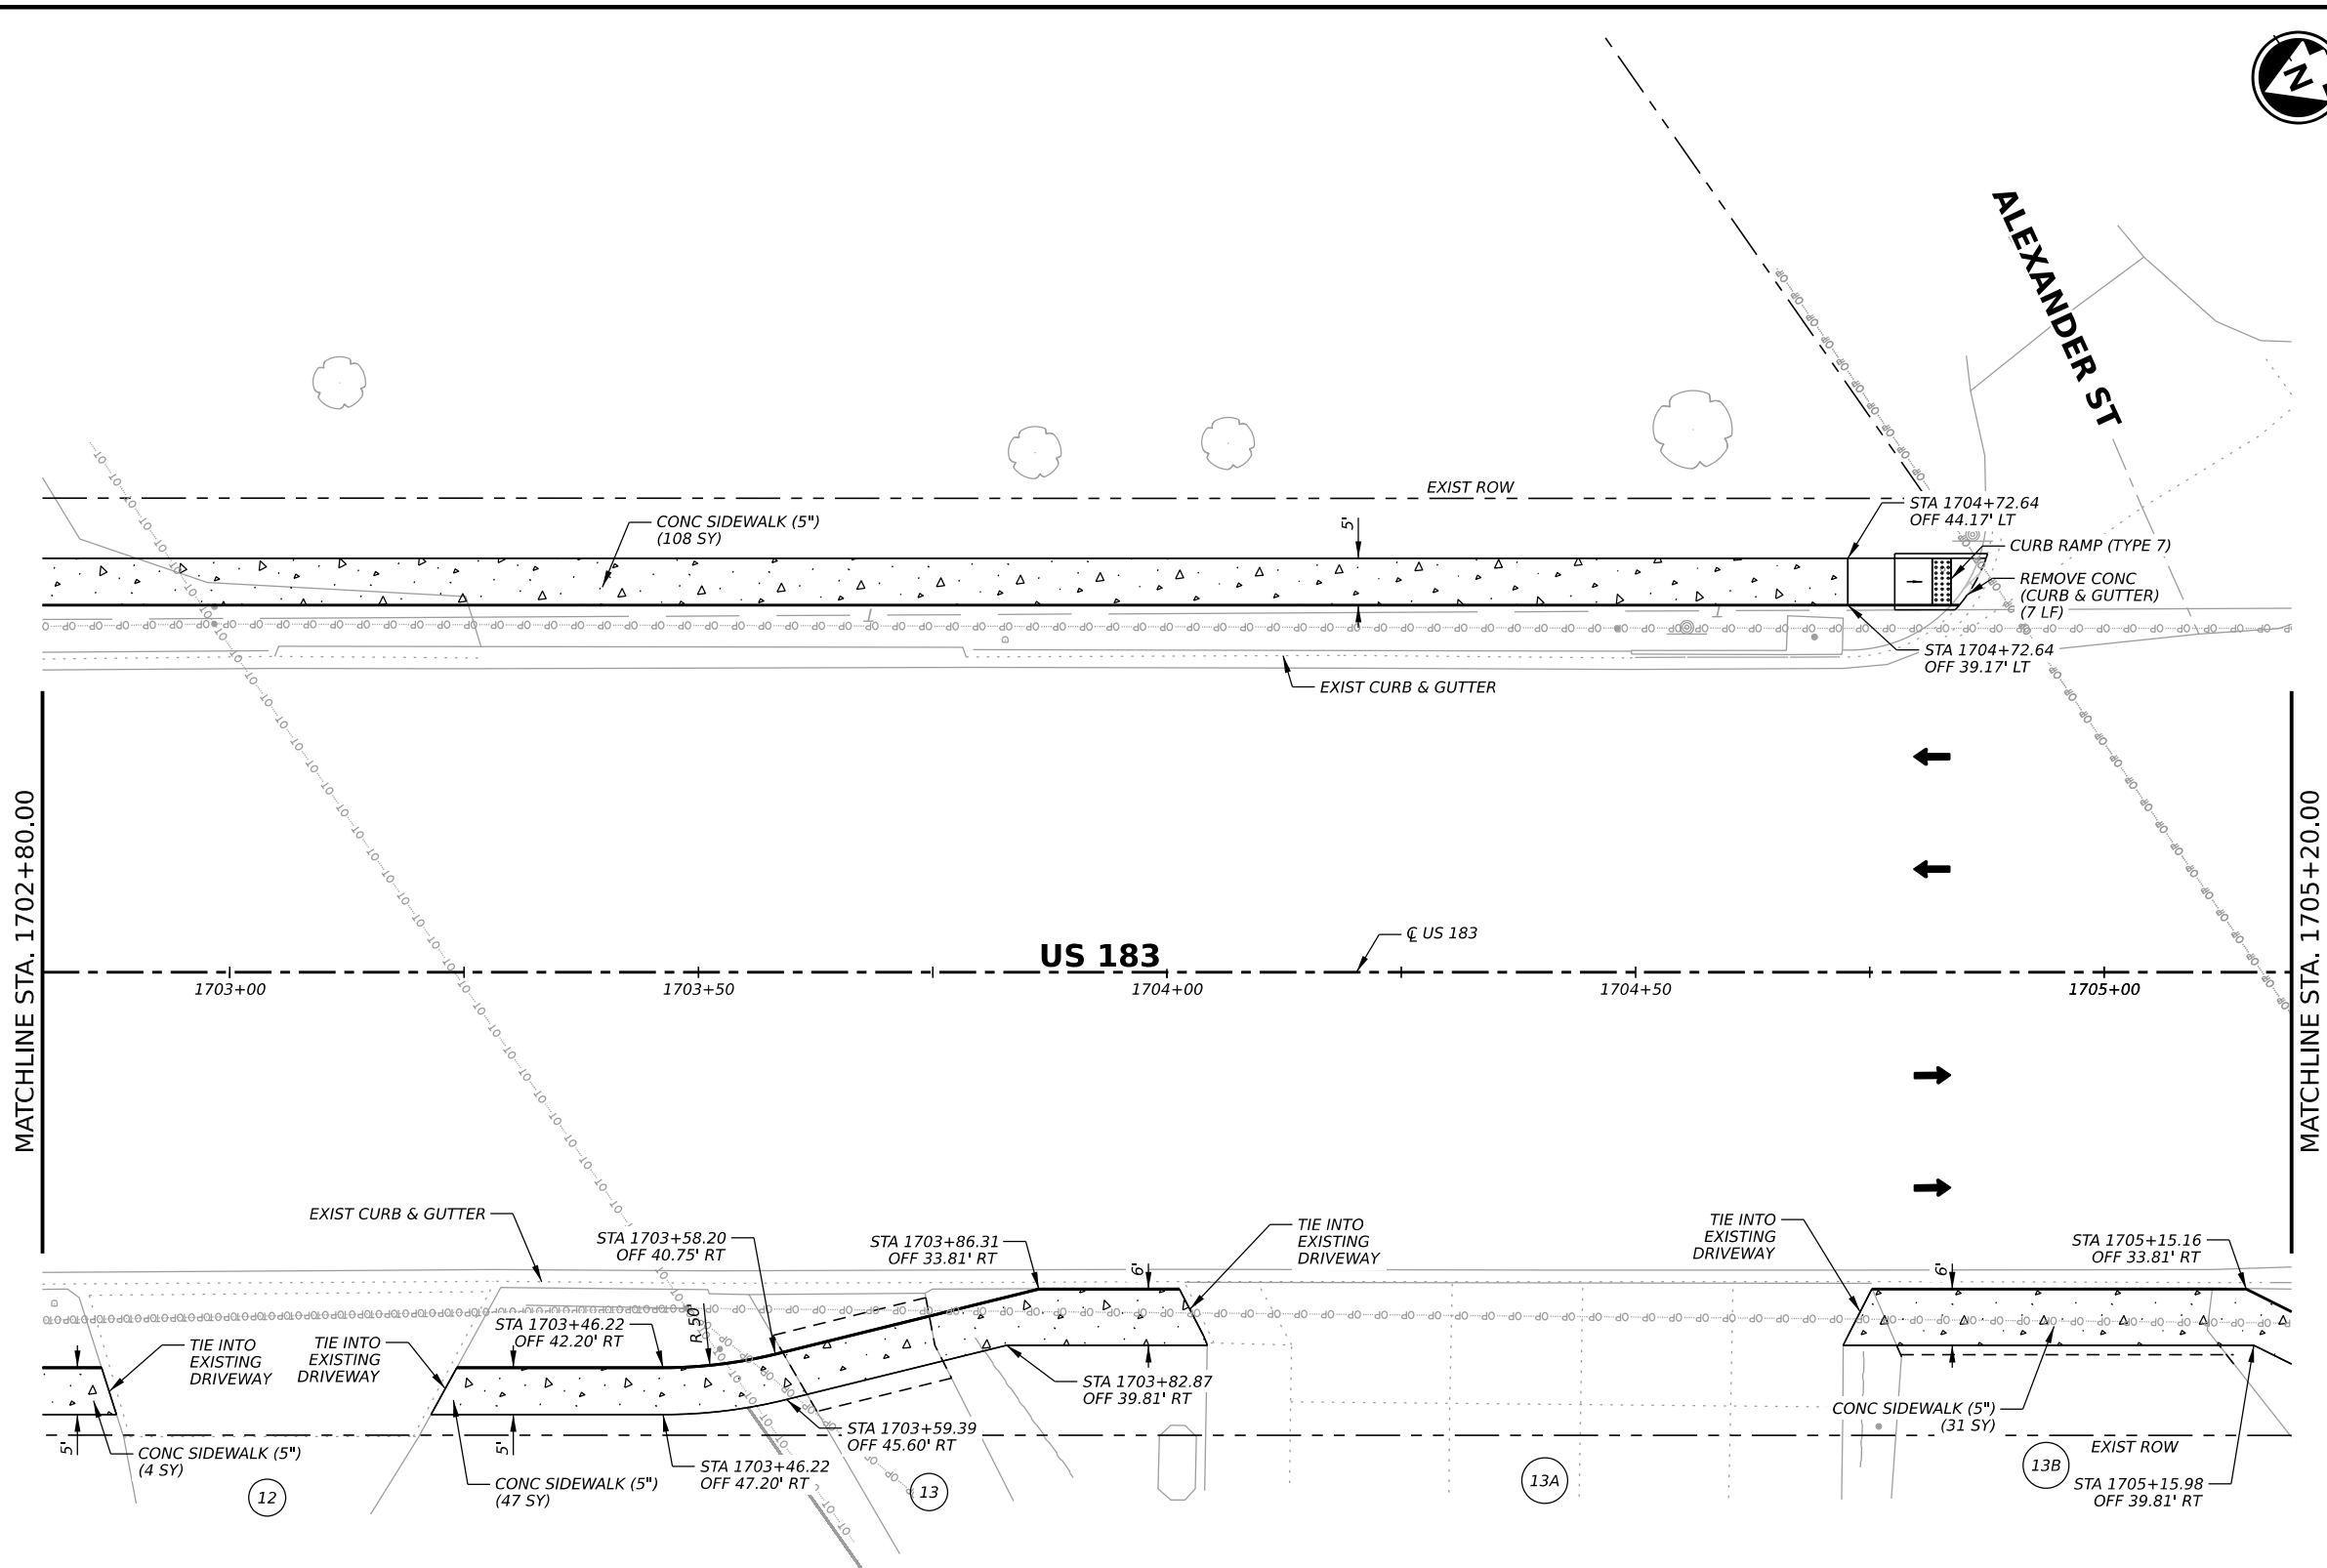 N
ALEXANDER ST
EXIST ROW
STA 1704+72.64
OFF 44.17' LT
CONC SIDEWALK (5")
(108 SY)
5'
CURB RAMP (TYPE 7)
REMOVE CONC
(CURB & GUTTER)
(7 LF)
STA 1704+72.64
OFF 39.17' LT
EXIST CURB & GUTTER
MATCHLINE STA. 1702+80.00
MATCHLINE STA. 1705+20.00
US 183
℄ US 183
1703+00
1703+50
1704+00
1704+50
1705+00
EXIST CURB & GUTTER
STA 1703+58.20
OFF 40.75' RT
STA 1703+86.31
OFF 33.81' RT
TIE INTO
EXISTING
DRIVEWAY
TIE INTO
EXISTING
DRIVEWAY
STA 1705+15.16
OFF 33.81' RT
6'
6'
R 50'
STA 1703+46.22
OFF 42.20' RT
TIE INTO
EXISTING
DRIVEWAY
TIE INTO
EXISTING
DRIVEWAY
STA 1703+82.87
OFF 39.81' RT
CONC SIDEWALK (5")
(31 SY)
STA 1703+59.39
OFF 45.60' RT
5'
5'
CONC SIDEWALK (5")
(4 SY)
EXIST ROW
STA 1703+46.22
OFF 47.20' RT
CONC SIDEWALK (5")
(47 SY)
STA 1705+15.98
OFF 39.81' RT
12
13
13A
13B